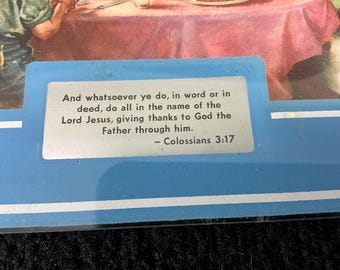 And whatsoever ye do, in word or in
deed, do all in the name of the
Lord Jesus, giving thanks to God the
Father through him.
— Colossians 3:17